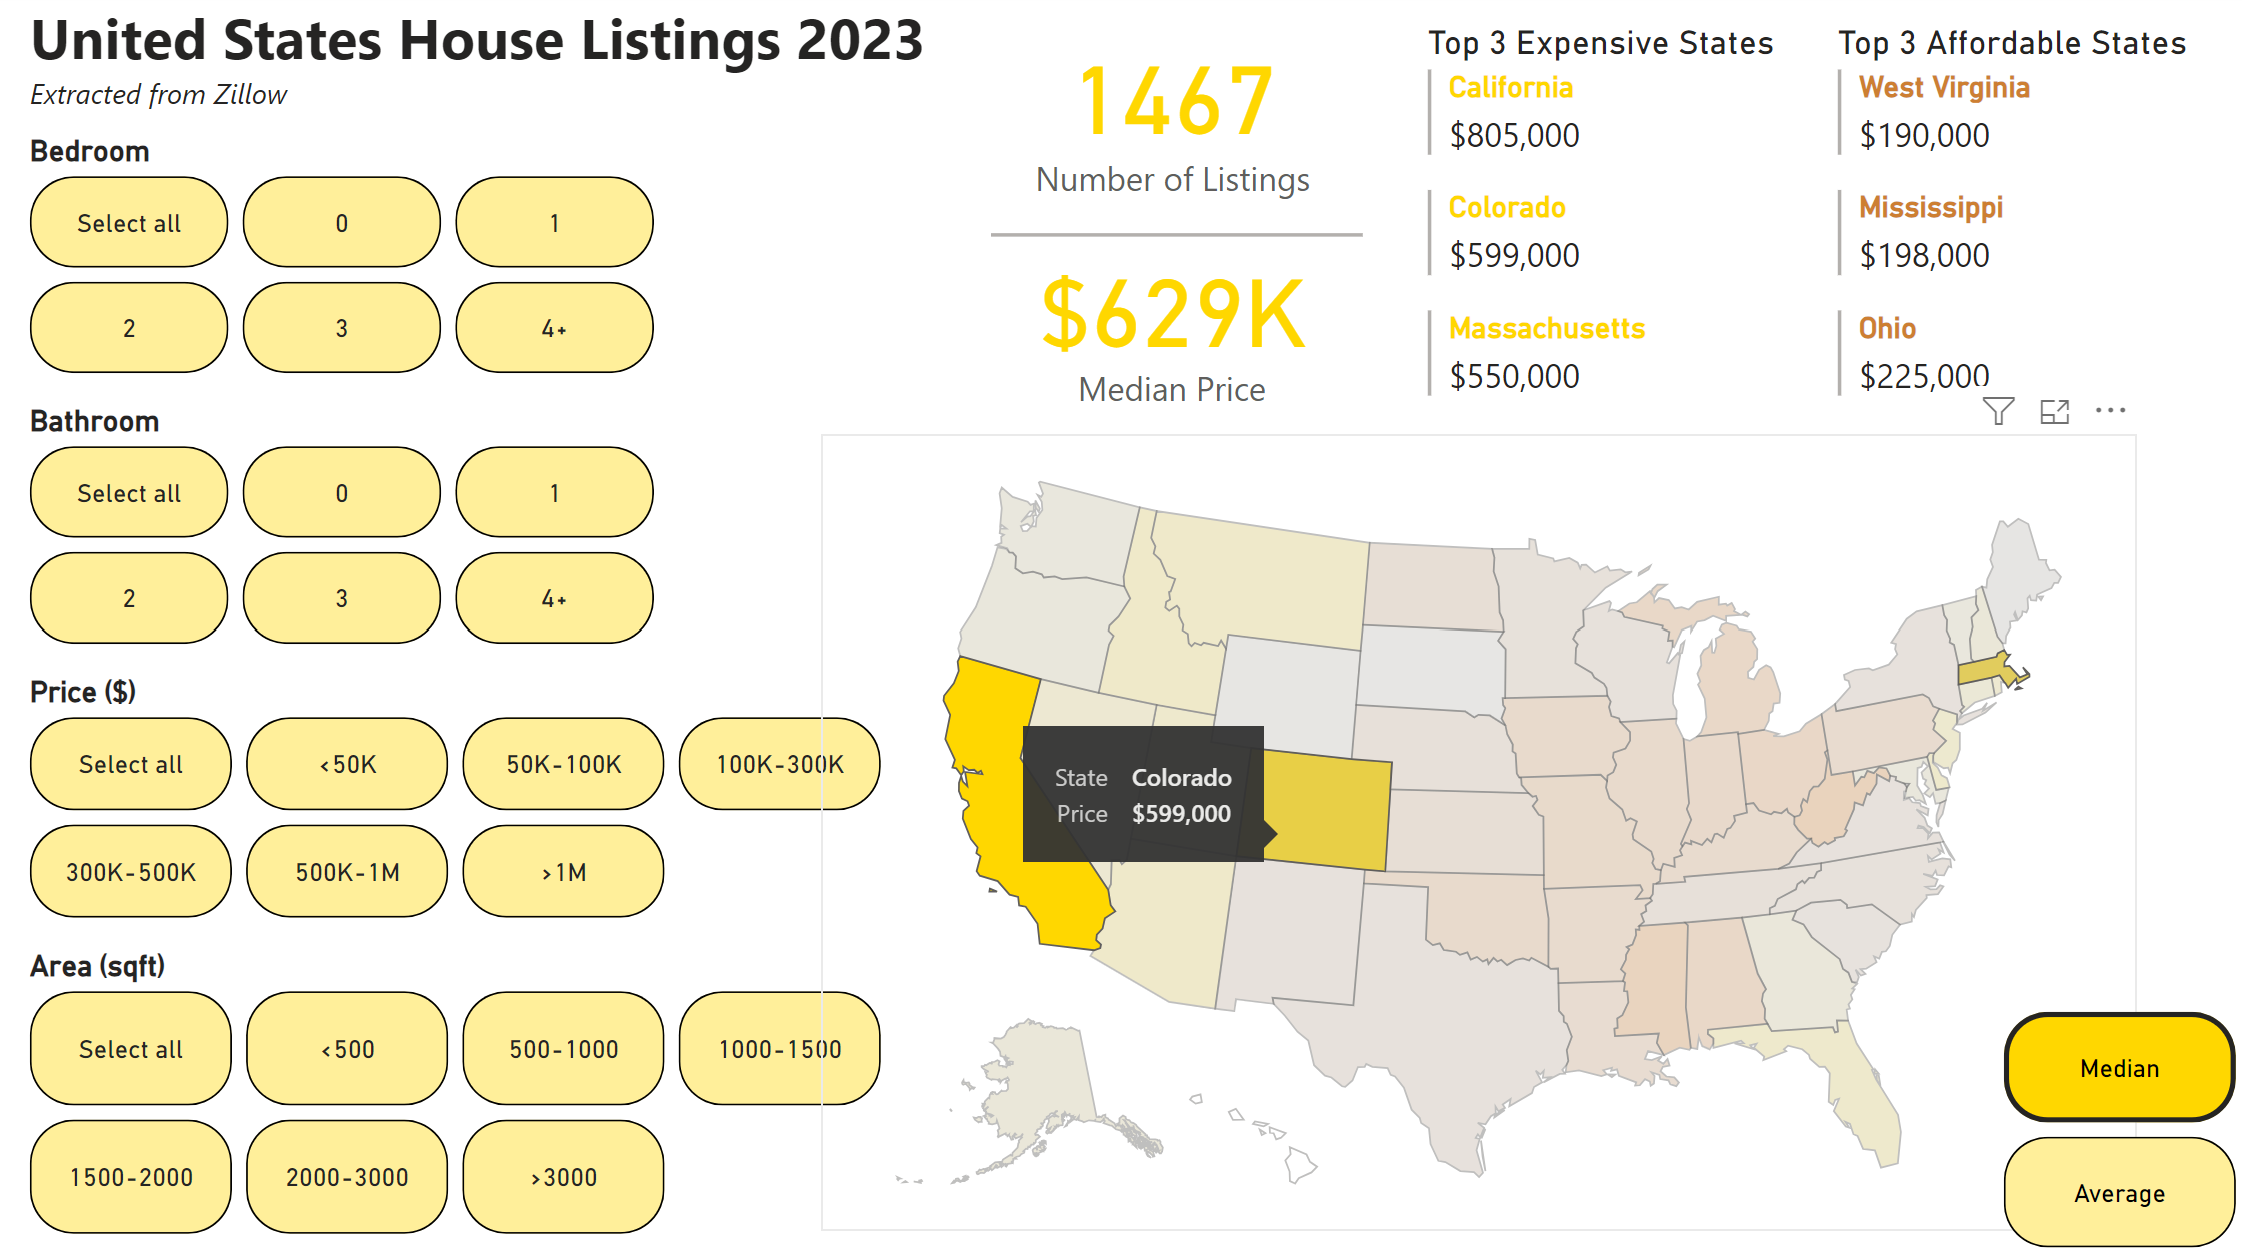 United States House Listings 2023
Extracted from Zillow
Bedroom
Select all
0
1
2
3
4+
Bathroom
Select all
0
1
2
3
4+
Price ($)
Select all
<50K
50K-100K
100K-300K
300K-500K
500K-1M
>1M
Area (sqft)
Select all
<500
500-1000
1000-1500
1500-2000
2000-3000
>3000
1467
Number of Listings
$629K
Median Price
Top 3 Expensive States
California
$805,000
Colorado
$599,000
Massachusetts
$550,000
Top 3 Affordable States
West Virginia
$190,000
Mississippi
$198,000
Ohio
$225,000
State Colorado
Price $599,000
Median
Average